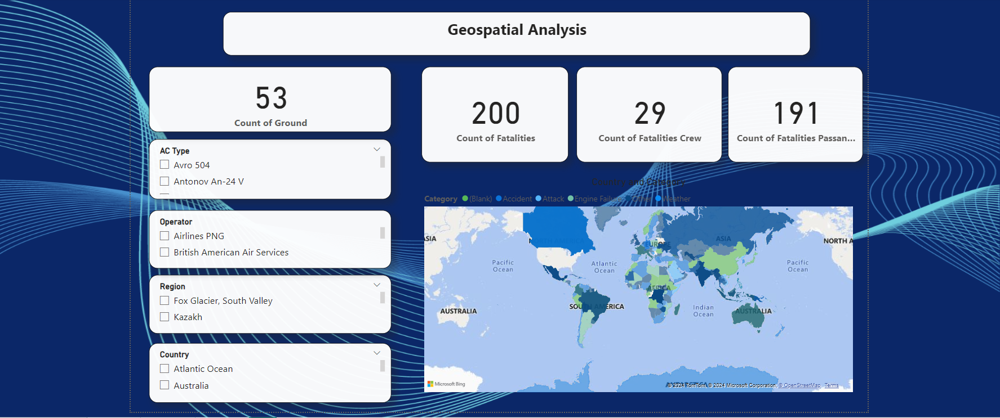 Geospatial Analysis
53
Count of Ground
200
Count of Fatalities
29
Count of Fatalities Crew
191
Count of Fatalities Passan...
AC Type
Avro 504
Antonov An-24 V
Operator
Airlines PNG
British American Air Services
Region
Fox Glacier, South Valley
Kazakh
Country
Atlantic Ocean
Australia
Country and Category
Category (Blank) Accident Attack Engine Failure Other Weather
ASIA
NORTH AMERICA
EUROPE
ASIA
NORTH A
Pacific
Ocean
Atlantic
Ocean
Pacific
Ocean
AFRICA
AUSTRALIA
SOUTH AMERICA
Indian
Ocean
AUSTRALIA
ANTARCTICA
Microsoft Bing
© 2024 TomTom, © 2024 Microsoft Corporation, © OpenStreetMap Terms